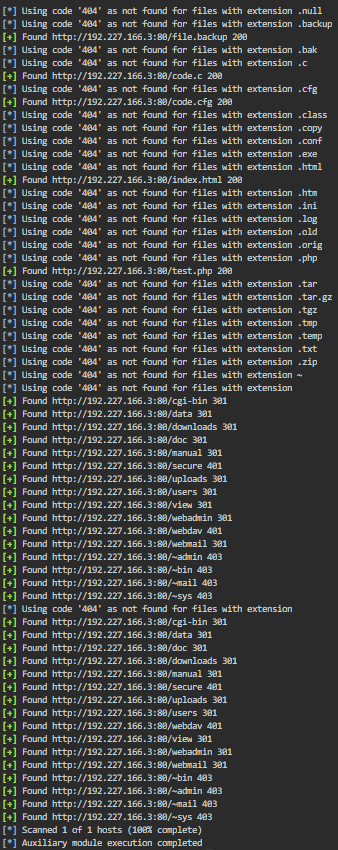 [*] Using code '404' as not found for files with extension .null
[*] Using code '404' as not found for files with extension .backup
[+] Found http://192.227.166.3:80/file.backup 200
[*] Using code '404' as not found for files with extension .bak
[*] Using code '404' as not found for files with extension .c
[+] Found http://192.227.166.3:80/code.c 200
[*] Using code '404' as not found for files with extension .cfg
[+] Found http://192.227.166.3:80/code.cfg 200
[*] Using code '404' as not found for files with extension .class
[*] Using code '404' as not found for files with extension .copy
[*] Using code '404' as not found for files with extension .conf
[*] Using code '404' as not found for files with extension .exe
[*] Using code '404' as not found for files with extension .html
[+] Found http://192.227.166.3:80/index.html 200
[*] Using code '404' as not found for files with extension .htm
[*] Using code '404' as not found for files with extension .ini
[*] Using code '404' as not found for files with extension .log
[*] Using code '404' as not found for files with extension .old
[*] Using code '404' as not found for files with extension .orig
[*] Using code '404' as not found for files with extension .php
[+] Found http://192.227.166.3:80/test.php 200
[*] Using code '404' as not found for files with extension .tar
[*] Using code '404' as not found for files with extension .tar.gz
[*] Using code '404' as not found for files with extension .tgz
[*] Using code '404' as not found for files with extension .tmp
[*] Using code '404' as not found for files with extension .temp
[*] Using code '404' as not found for files with extension .txt
[*] Using code '404' as not found for files with extension .zip
[*] Using code '404' as not found for files with extension ~
[*] Using code '404' as not found for files with extension
[+] Found http://192.227.166.3:80/cgi-bin 301
[+] Found http://192.227.166.3:80/data 301
[+] Found http://192.227.166.3:80/downloads 301
[+] Found http://192.227.166.3:80/doc 301
[+] Found http://192.227.166.3:80/manual 301
[+] Found http://192.227.166.3:80/secure 401
[+] Found http://192.227.166.3:80/uploads 301
[+] Found http://192.227.166.3:80/users 301
[+] Found http://192.227.166.3:80/view 301
[+] Found http://192.227.166.3:80/webadmin 301
[+] Found http://192.227.166.3:80/webdav 401
[+] Found http://192.227.166.3:80/webmail 301
[+] Found http://192.227.166.3:80/~admin 403
[+] Found http://192.227.166.3:80/~bin 403
[+] Found http://192.227.166.3:80/~mail 403
[+] Found http://192.227.166.3:80/~sys 403
[*] Using code '404' as not found for files with extension
[+] Found http://192.227.166.3:80/cgi-bin 301
[+] Found http://192.227.166.3:80/data 301
[+] Found http://192.227.166.3:80/doc 301
[+] Found http://192.227.166.3:80/downloads 301
[+] Found http://192.227.166.3:80/manual 301
[+] Found http://192.227.166.3:80/secure 401
[+] Found http://192.227.166.3:80/uploads 301
[+] Found http://192.227.166.3:80/users 301
[+] Found http://192.227.166.3:80/webdav 401
[+] Found http://192.227.166.3:80/view 301
[+] Found http://192.227.166.3:80/webadmin 301
[+] Found http://192.227.166.3:80/webmail 301
[+] Found http://192.227.166.3:80/~bin 403
[+] Found http://192.227.166.3:80/~admin 403
[+] Found http://192.227.166.3:80/~mail 403
[+] Found http://192.227.166.3:80/~sys 403
[*] Scanned 1 of 1 hosts (100% complete)
[*] Auxiliary module execution completed